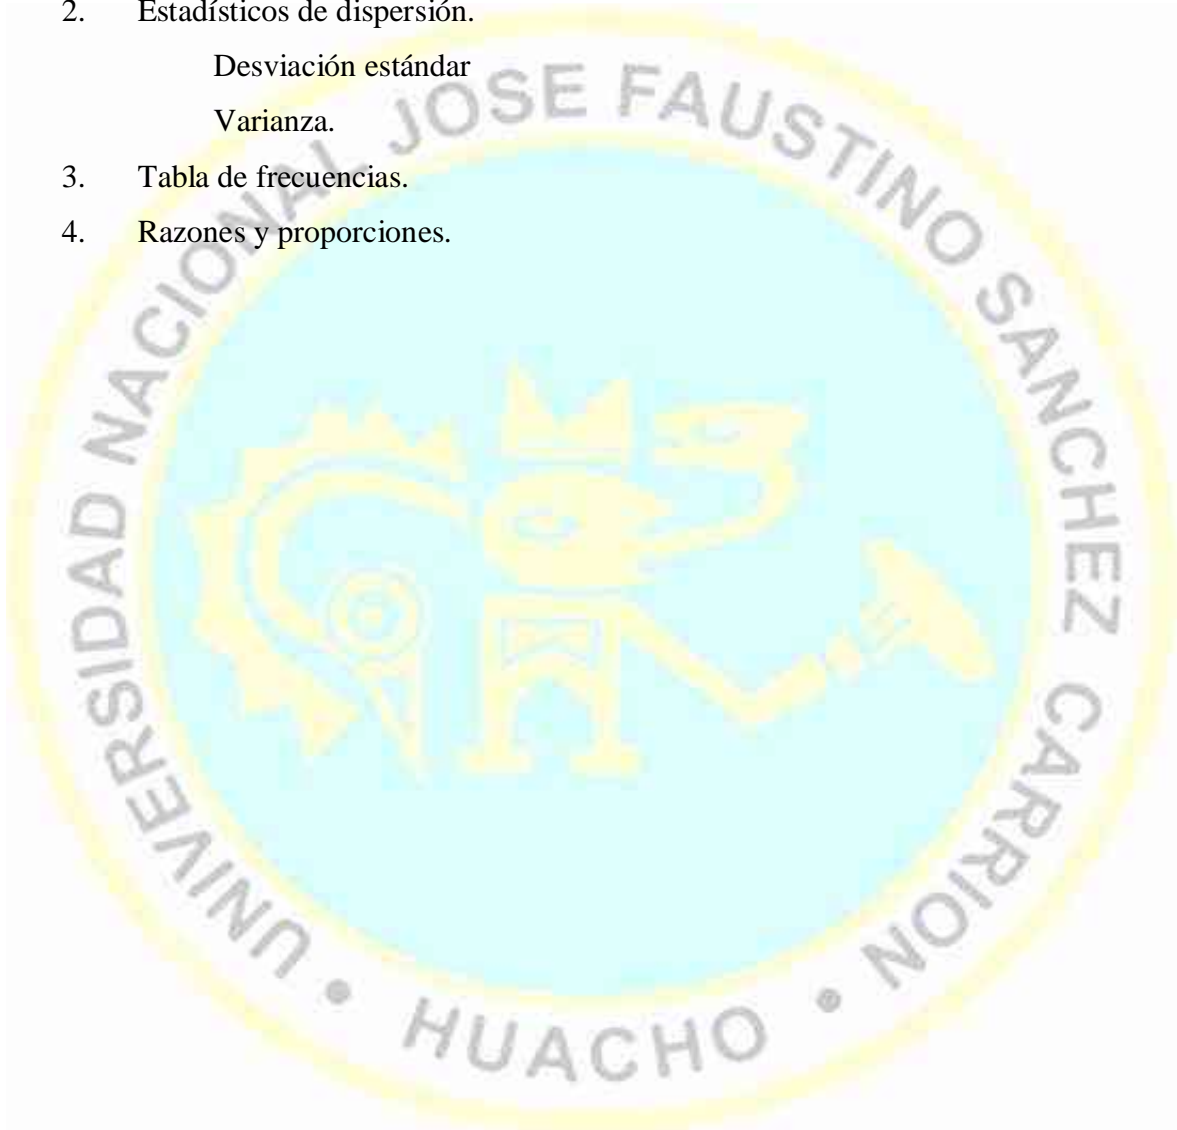 2. Estadísticos de dispersión.
Desviación estándar
Varianza.
3. Tabla de frecuencias.
4. Razones y proporciones.
UNIVERSIDAD NACIONAL JOSE FAUSTINO SANCHEZ CARRION • HUACHO •